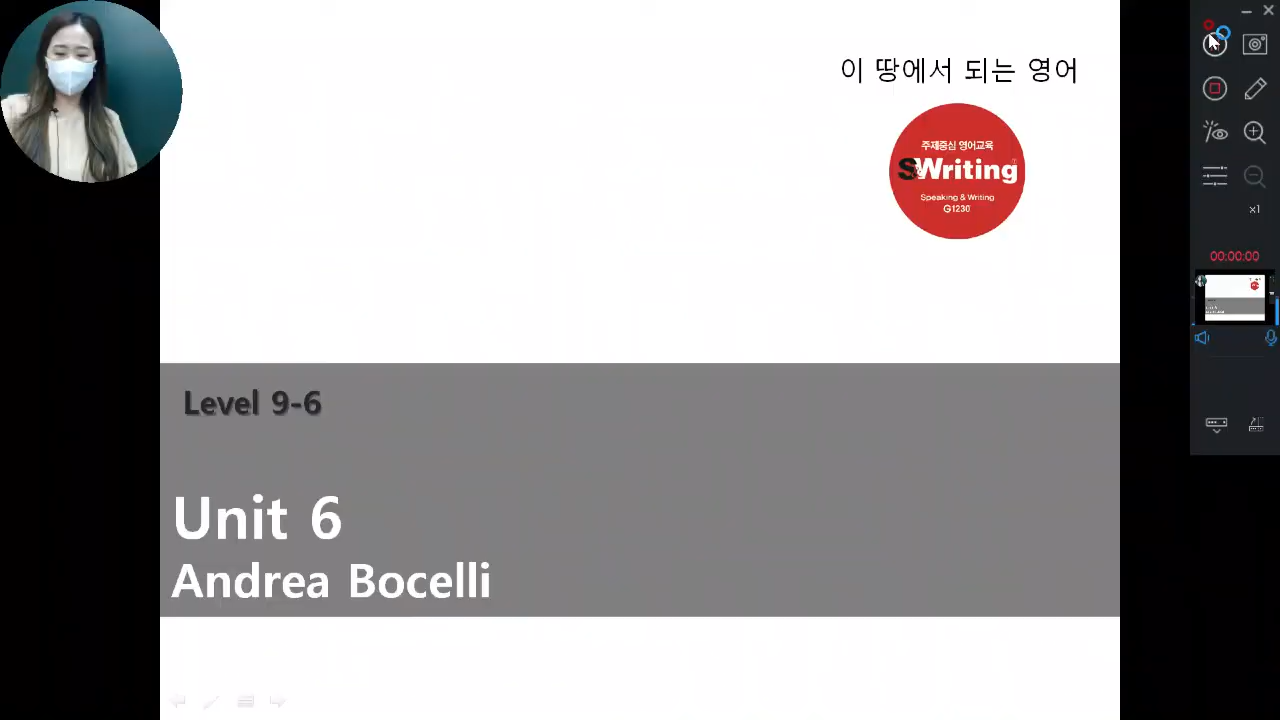 이 땅에서 되는 영어
주제중심 영어교육
SWriting
Speaking & Writing
G1230
x1
00:00:00
Level 9-6
Unit 6
Andrea Bocelli